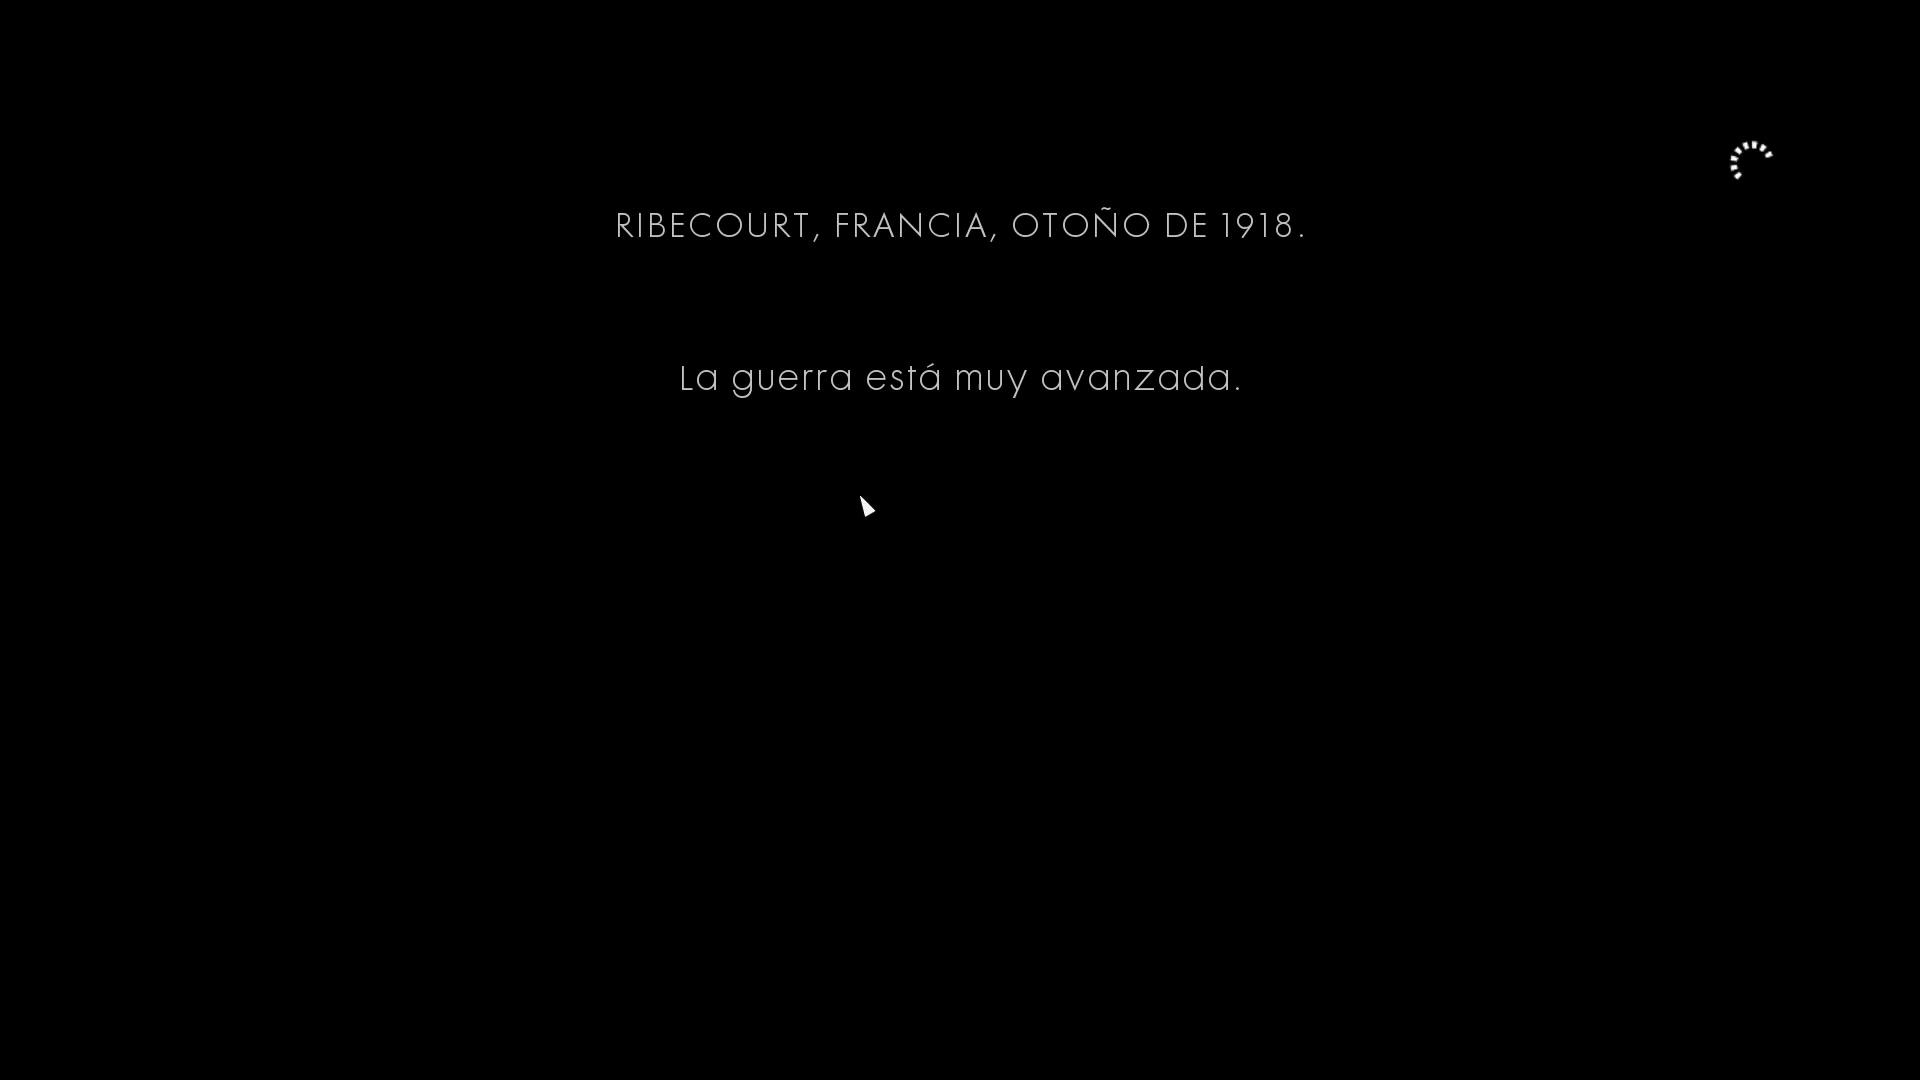 RIBECOURT, FRANCIA, OTOÑO DE 1918.
La guerra está muy avanzada.